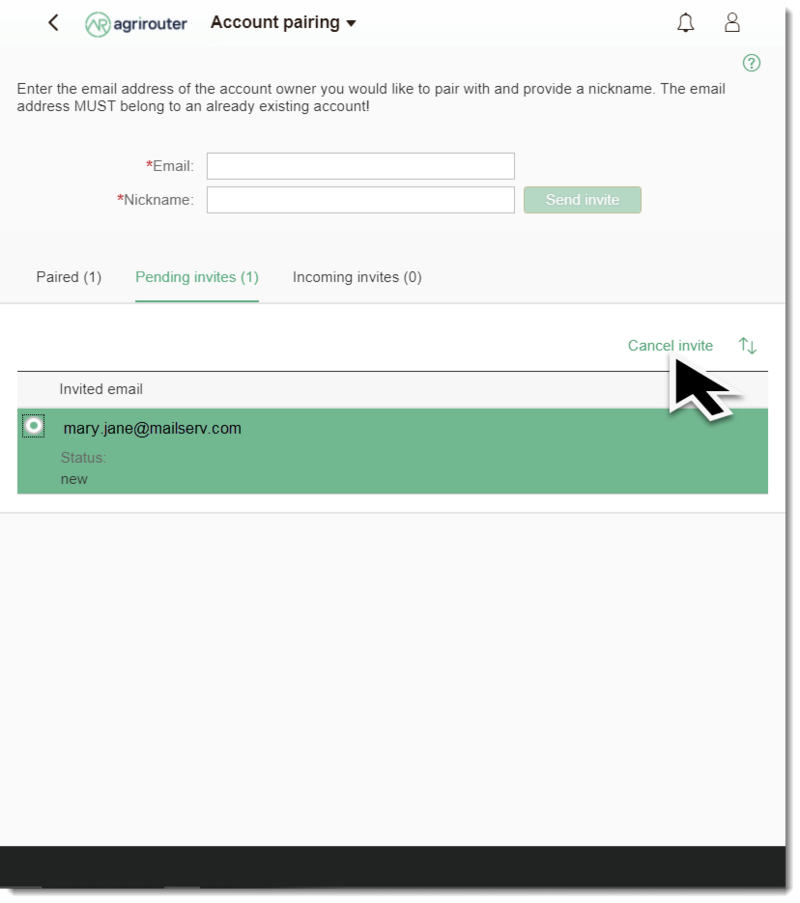 agrirouter Account pairing
Enter the email address of the account owner you would like to pair with and provide a nickname. The email
address MUST belong to an already existing account!
*Email:
*Nickname: Send invite
Paired (1) Pending invites (1) Incoming invites (0)
Cancel invite
Invited email
mary.jane@mailserv.com
Status:
new